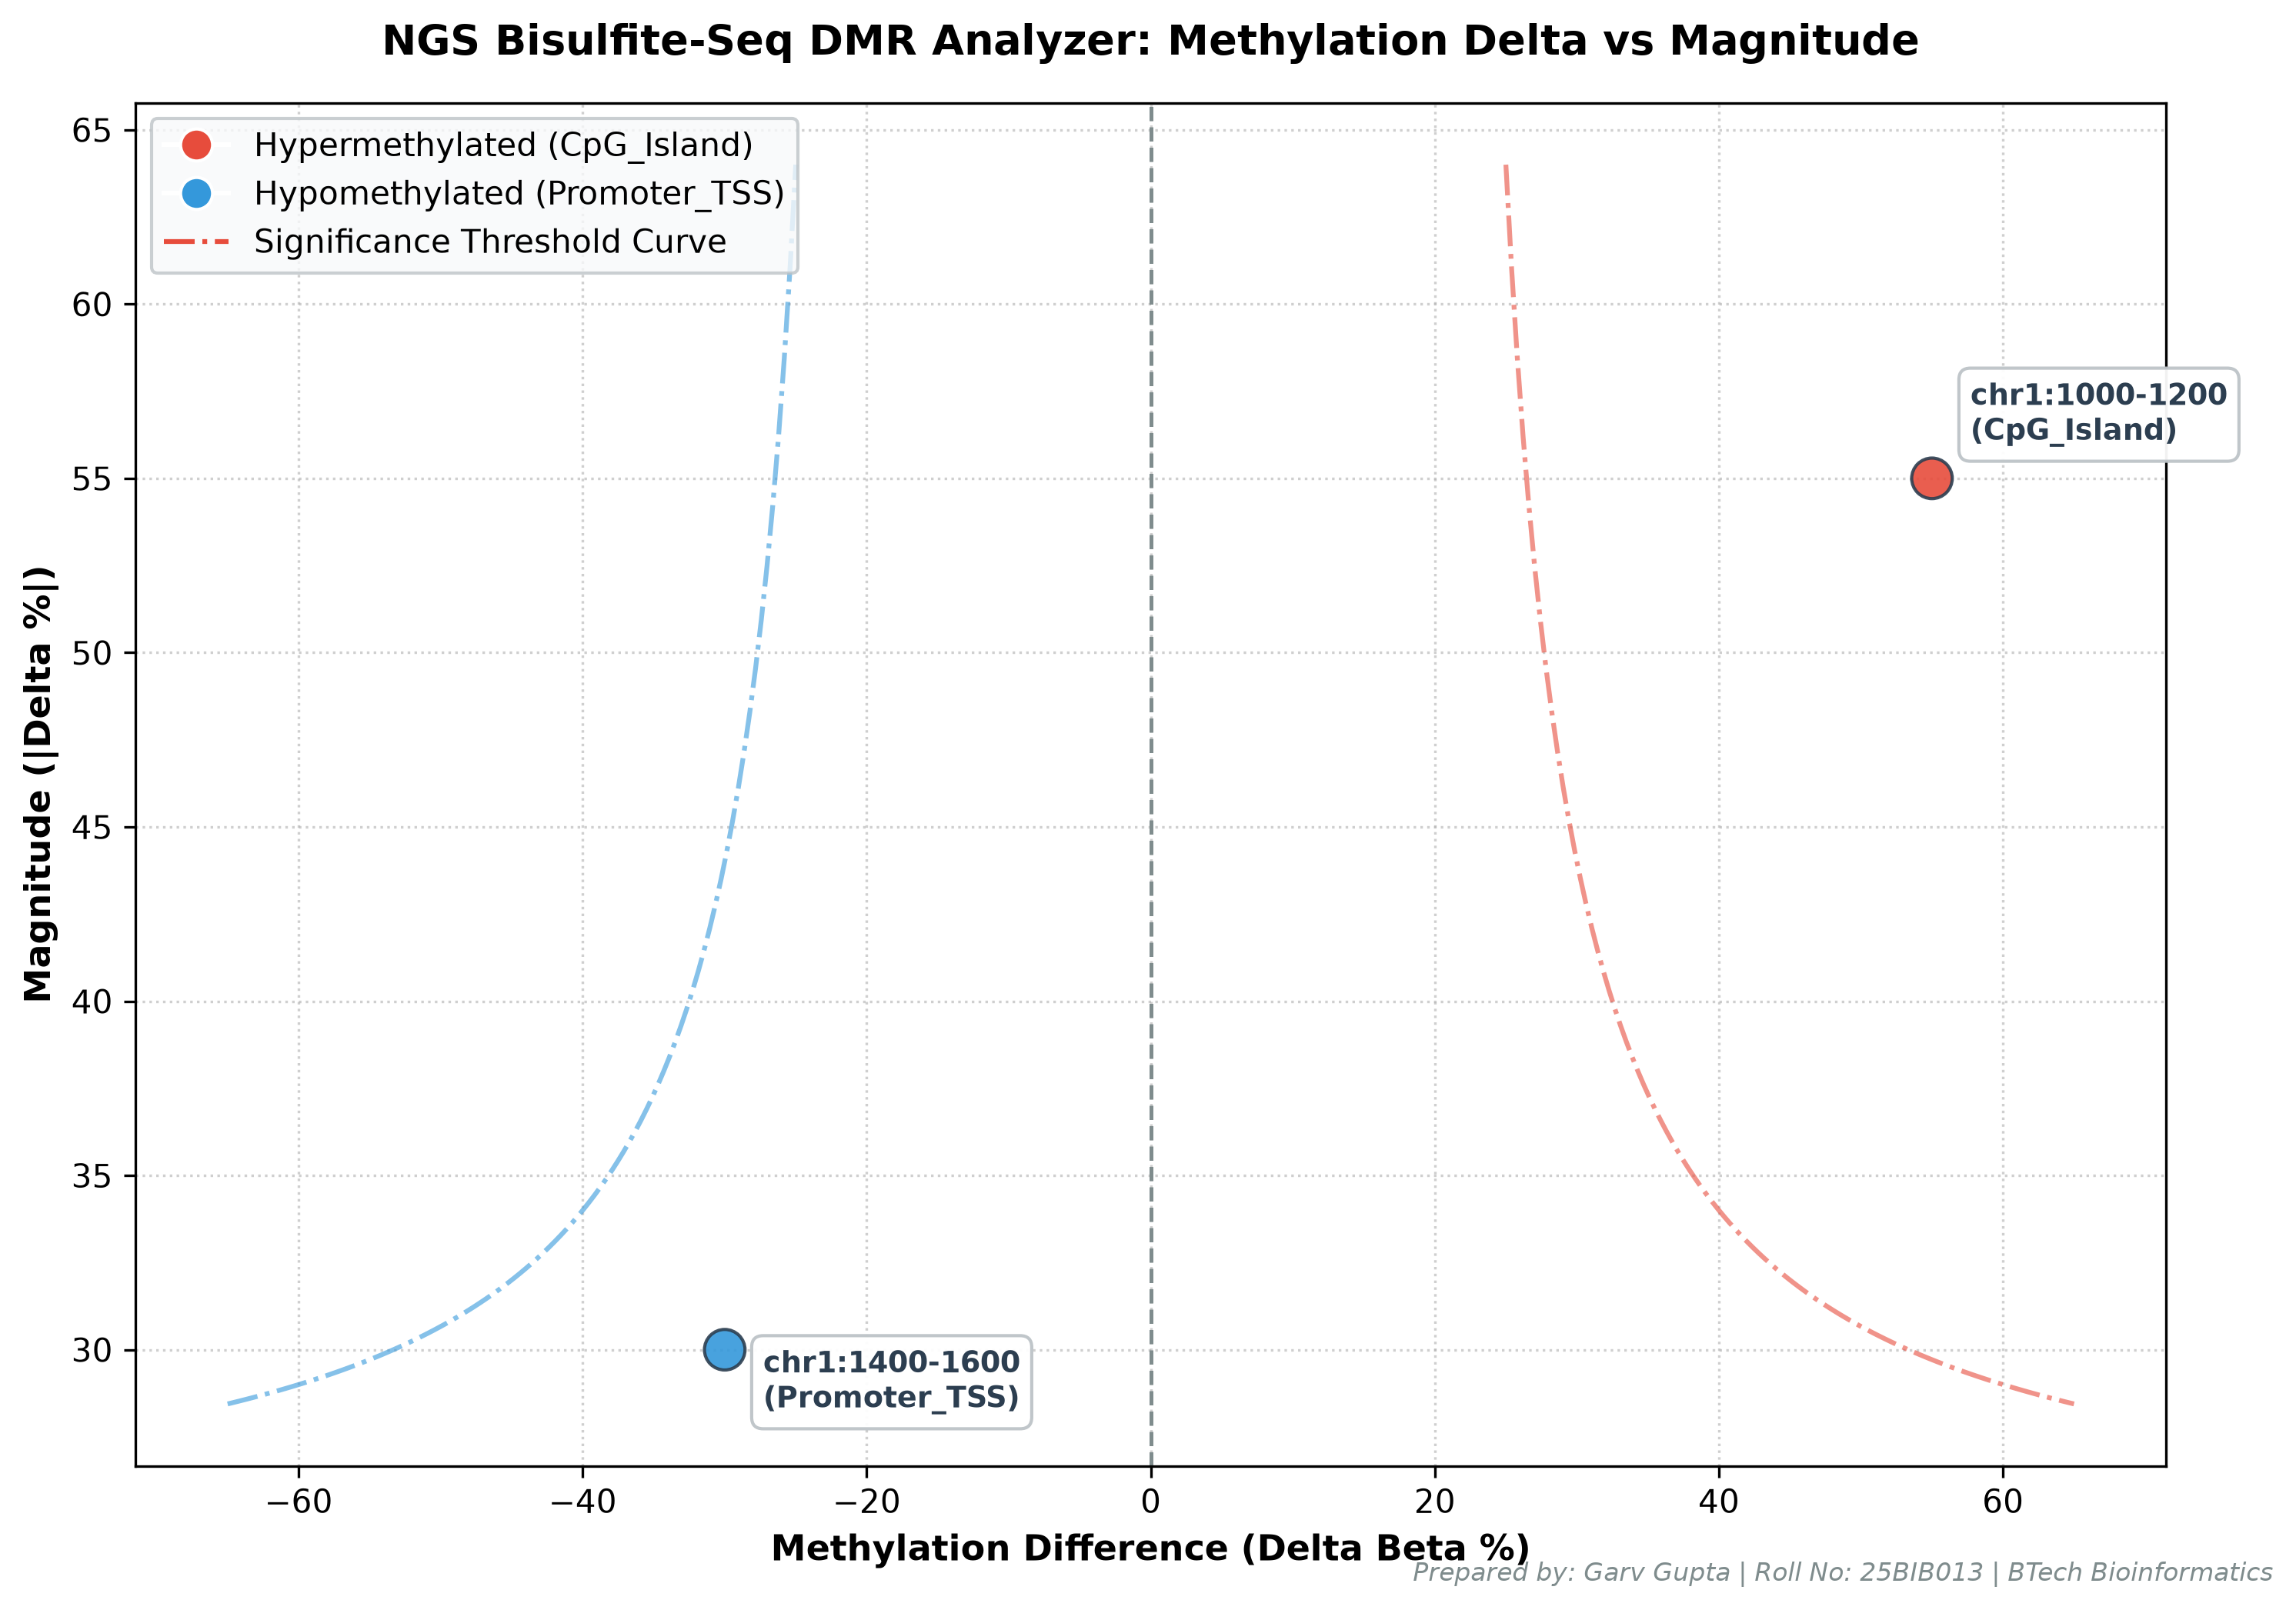 NGS Bisulfite-Seq DMR Analyzer: Methylation Delta vs Magnitude
Hypermethylated (CpG_Island)
Hypomethylated (Promoter_TSS)
Significance Threshold Curve
Magnitude (|Delta %|)
65
60
55
50
45
40
35
30
chr1:1000-1200
(CpG_Island)
chr1:1400-1600
(Promoter_TSS)
−60
−40
−20
0
20
40
60
Methylation Difference (Delta Beta %)
Prepared by: Garv Gupta | Roll No: 25BIB013 | BTech Bioinformatics